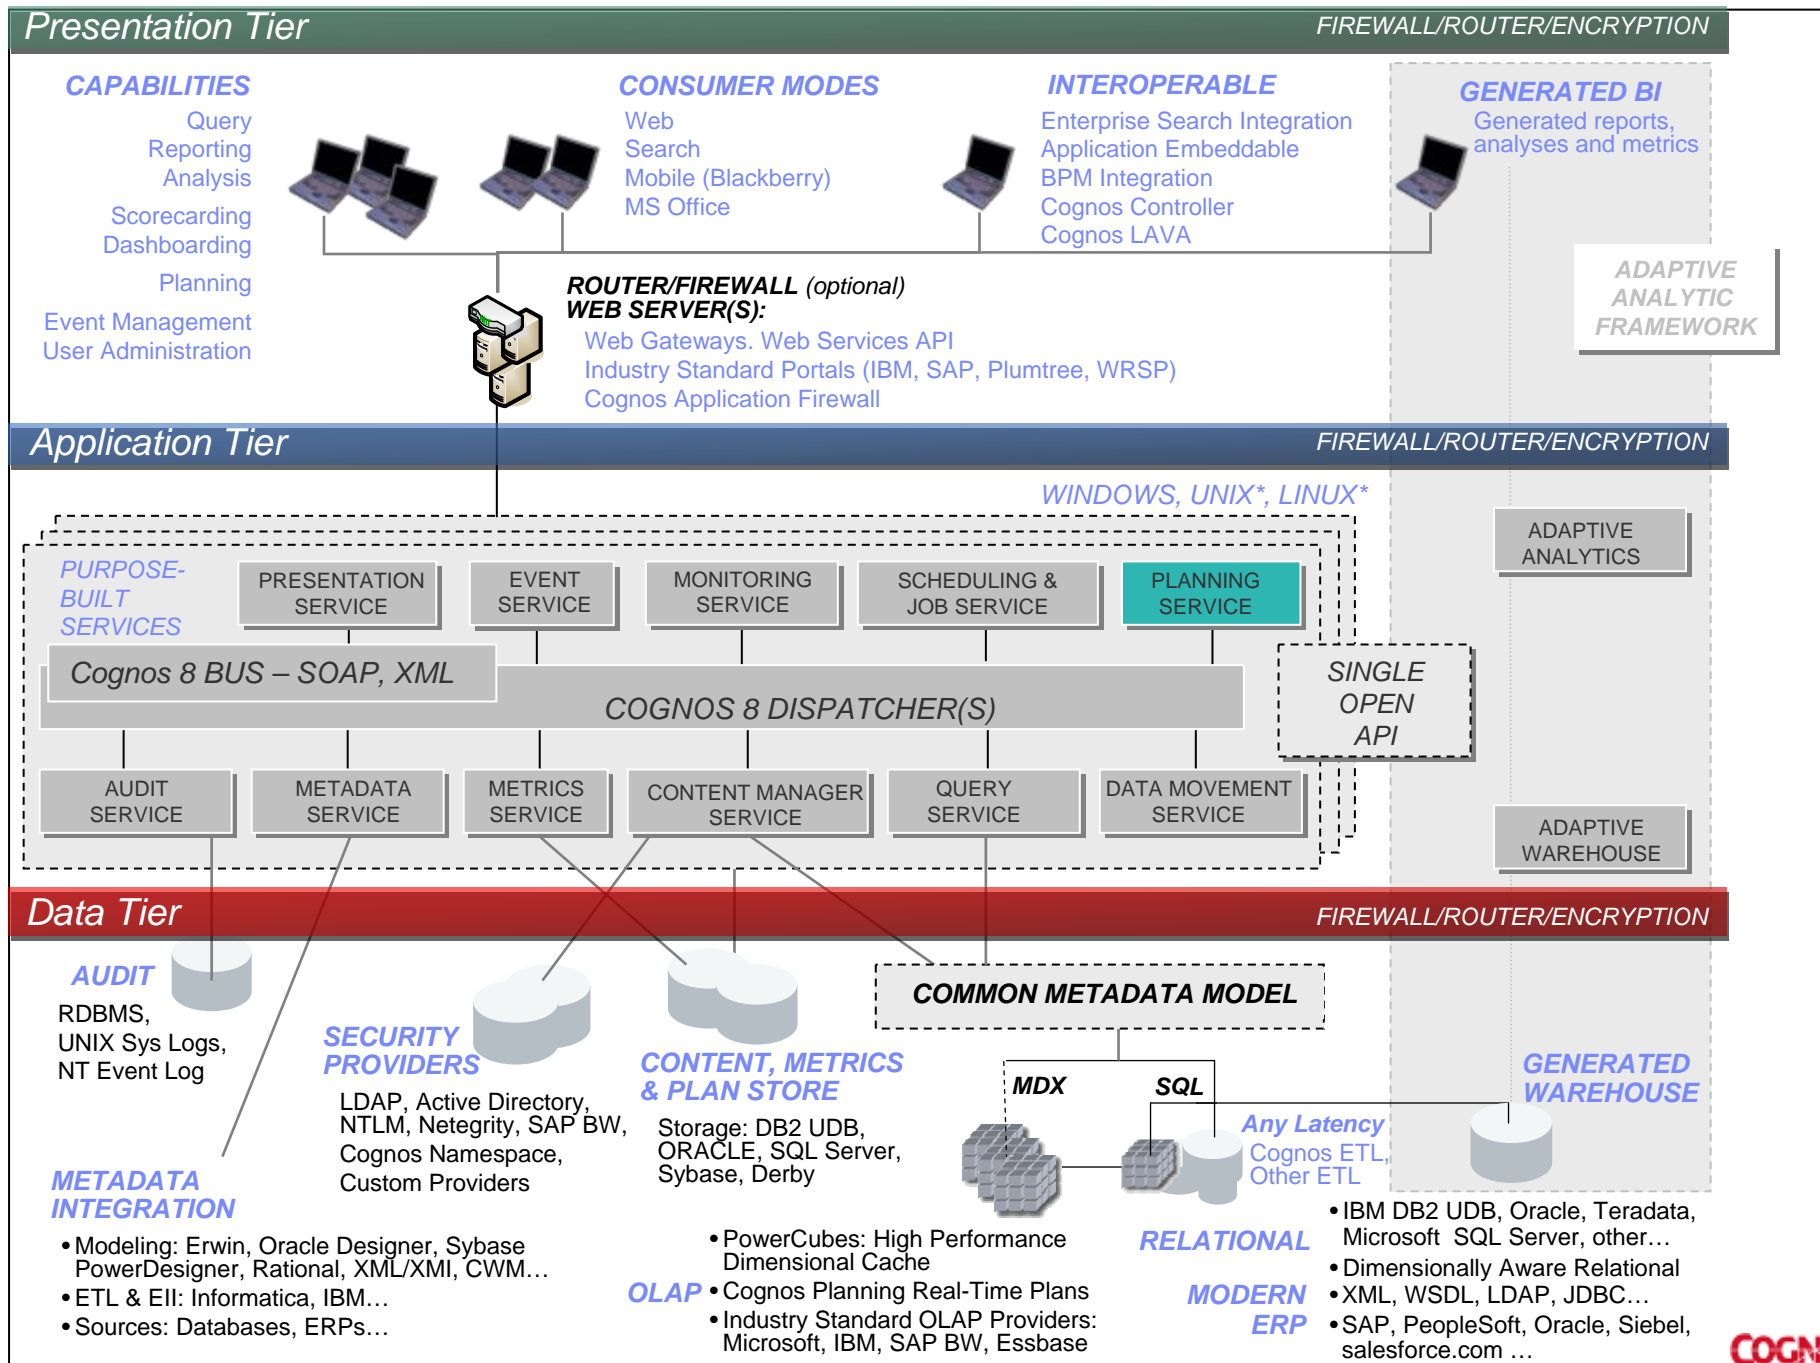 Presentation Tier
FIREWALL/ROUTER/ENCRYPTION
CAPABILITIES
Query
Reporting
Analysis
Scorecarding
Dashboarding
Planning
Event Management
User Administration
CONSUMER MODES
Web
Search
Mobile (Blackberry)
MS Office
INTEROPERABLE
Enterprise Search Integration
Application Embeddable
BPM Integration
Cognos Controller
Cognos LAVA
GENERATED BI
Generated reports,
analyses and metrics
ADAPTIVE
ANALYTIC
FRAMEWORK
ROUTER/FIREWALL (optional)
WEB SERVER(S):
Web Gateways. Web Services API
Industry Standard Portals (IBM, SAP, Plumtree, WRSP)
Cognos Application Firewall
Application Tier
FIREWALL/ROUTER/ENCRYPTION
WINDOWS, UNIX*, LINUX*
PURPOSE-
BUILT
SERVICES
PRESENTATION
SERVICE
EVENT
SERVICE
MONITORING
SERVICE
SCHEDULING &
JOB SERVICE
PLANNING
SERVICE
ADAPTIVE
ANALYTICS
Cognos 8 BUS – SOAP, XML
COGNOS 8 DISPATCHER(S)
SINGLE
OPEN
API
AUDIT
SERVICE
METADATA
SERVICE
METRICS
SERVICE
CONTENT MANAGER
SERVICE
QUERY
SERVICE
DATA MOVEMENT
SERVICE
ADAPTIVE
WAREHOUSE
Data Tier
FIREWALL/ROUTER/ENCRYPTION
AUDIT
RDBMS,
UNIX Sys Logs,
NT Event Log
SECURITY
PROVIDERS
LDAP, Active Directory,
NTLM, Netegrity, SAP BW,
Cognos Namespace,
Custom Providers
CONTENT, METRICS
& PLAN STORE
Storage: DB2 UDB,
ORACLE, SQL Server,
Sybase, Derby
COMMON METADATA MODEL
MDX
SQL
Any Latency
Cognos ETL,
Other ETL
GENERATED
WAREHOUSE
METADATA
INTEGRATION
•Modeling: Erwin, Oracle Designer, Sybase
PowerDesigner, Rational, XML/XMI, CWM…
•ETL & EII: Informatica, IBM…
•Sources: Databases, ERPs…
OLAP
•PowerCubes: High Performance
Dimensional Cache
•Cognos Planning Real-Time Plans
•Industry Standard OLAP Providers:
Microsoft, IBM, SAP BW, Essbase
RELATIONAL
•IBM DB2 UDB, Oracle, Teradata,
Microsoft SQL Server, other…
•Dimensionally Aware Relational
MODERN
ERP
•XML, WSDL, LDAP, JDBC…
•SAP, PeopleSoft, Oracle, Siebel,
salesforce.com …
COGN